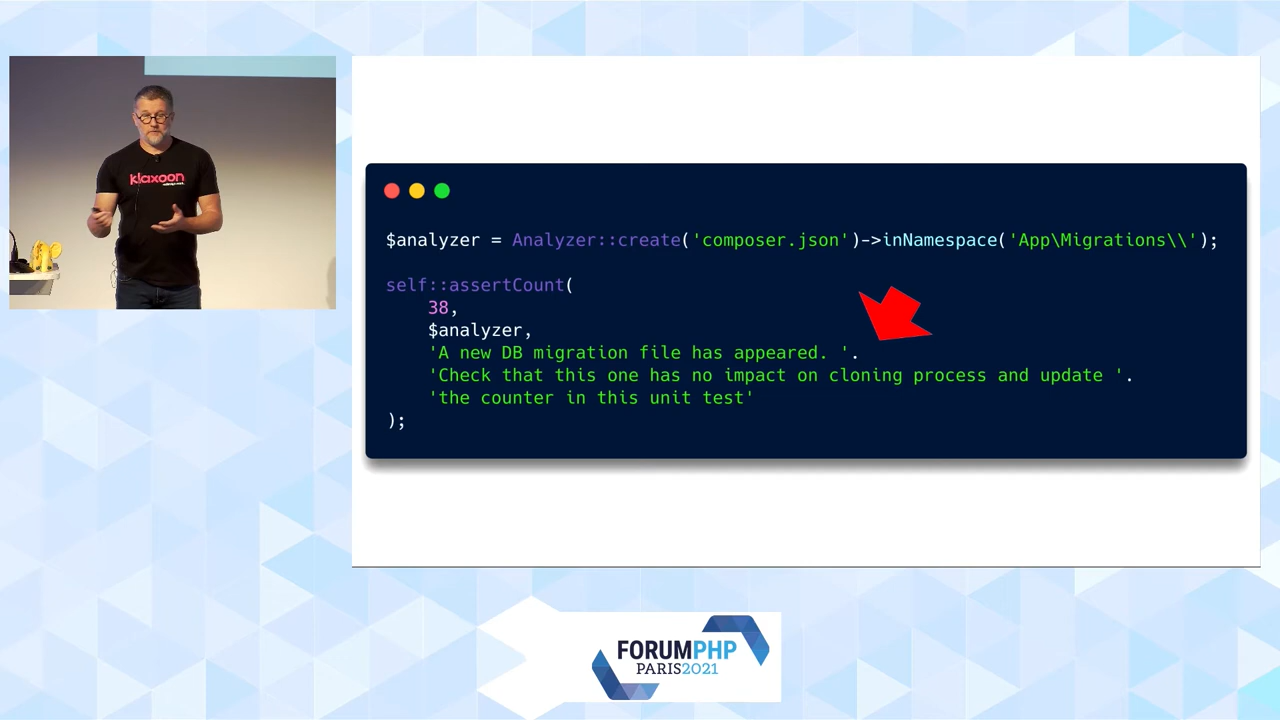 klaxoon
$analyzer = Analyzer::create('composer.json')->inNamespace('App\Migrations\\');
self::assertCount(
38,
$analyzer,
'A new DB migration file has appeared. '.
'Check that this one has no impact on cloning process and update '.
'the counter in this unit test'
);
FORUMPHP
PARIS2021